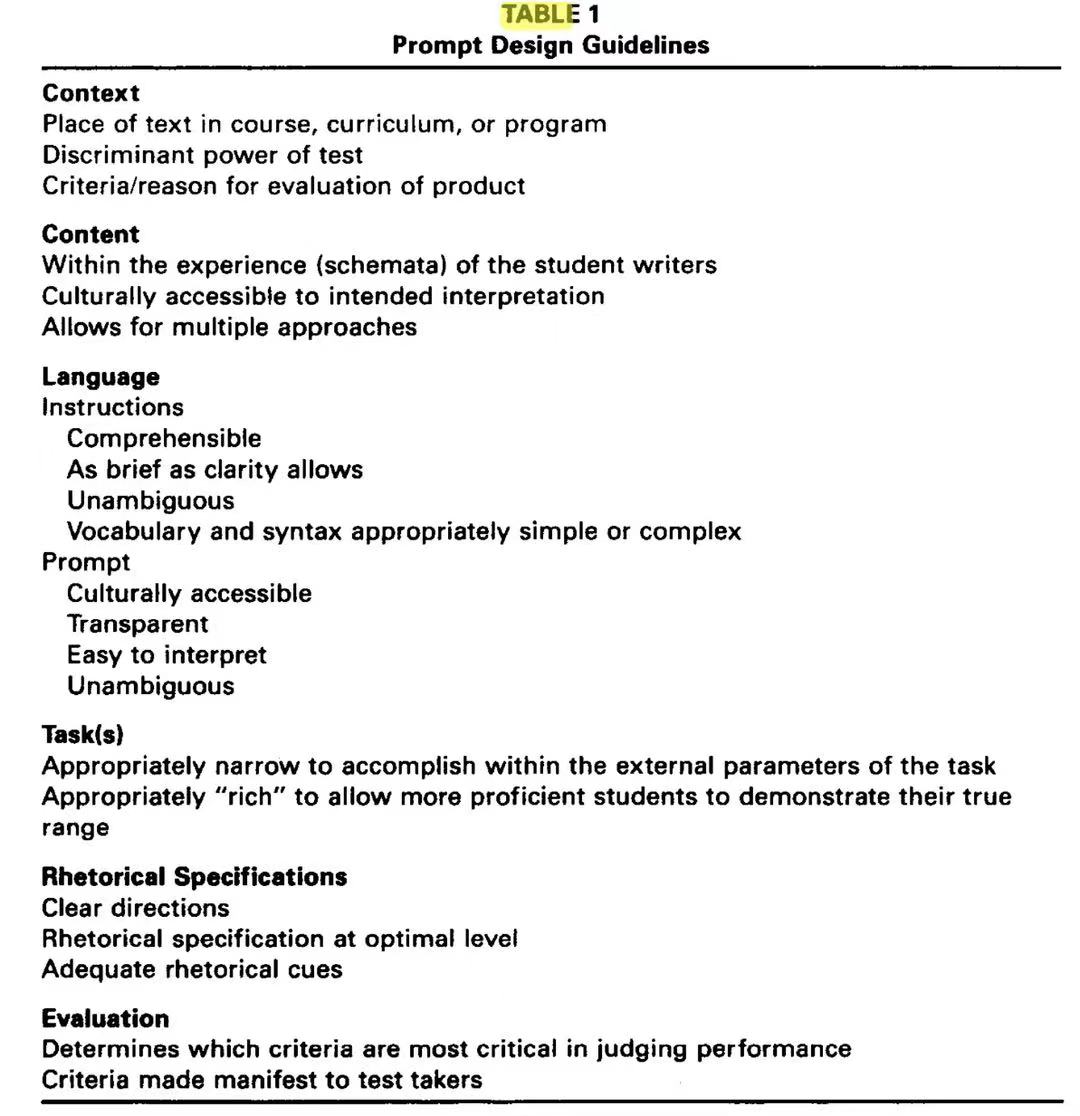 TABLE 1
Prompt Design Guidelines
Context
Place of text in course, curriculum, or program
Discriminant power of test
Criteria/reason for evaluation of product
Content
Within the experience (schemata) of the student writers
Culturally accessible to intended interpretation
Allows for multiple approaches
Language
Instructions
Comprehensible
As brief as clarity allows
Unambiguous
Vocabulary and syntax appropriately simple or complex
Prompt
Culturally accessible
Transparent
Easy to interpret
Unambiguous
Task(s)
Appropriately narrow to accomplish within the external parameters of the task
Appropriately "rich" to allow more proficient students to demonstrate their true
range
Rhetorical Specifications
Clear directions
Rhetorical specification at optimal level
Adequate rhetorical cues
Evaluation
Determines which criteria are most critical in judging performance
Criteria made manifest to test takers